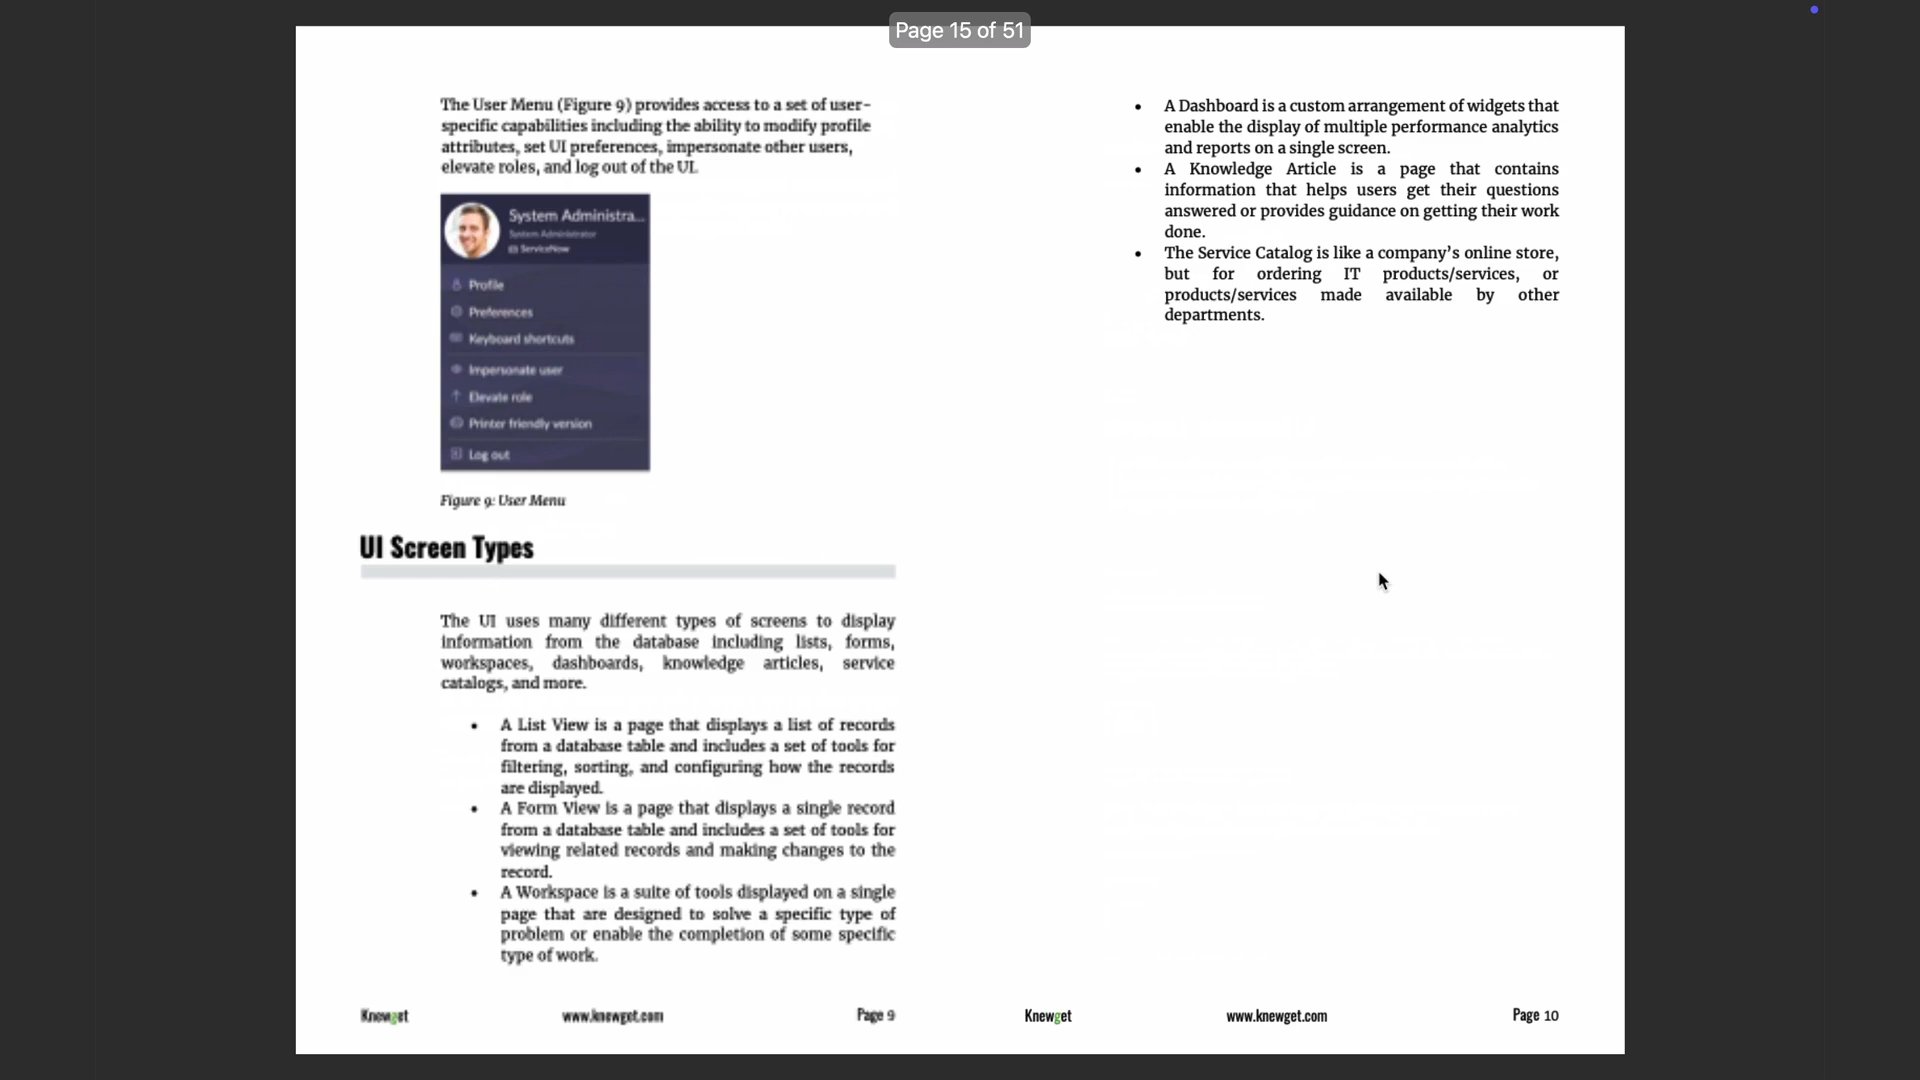 Page 15 of 51
The User Menu (Figure 9) provides access to a set of user-
specific capabilities including the ability to modify profile
attributes, set UI preferences, impersonate other users,
elevate roles, and log out of the UI.
System Administra...
System Administrator
ServiceNow
Profile
Preferences
Keyboard shortcuts
Impersonate user
Elevate role
Printer friendly version
Log out
Figure 9: User Menu
UI Screen Types
The UI uses many different types of screens to display
information from the database including lists, forms,
workspaces, dashboards, knowledge articles, service
catalogs, and more.
• A List View is a page that displays a list of records
from a database table and includes a set of tools for
filtering, sorting, and configuring how the records
are displayed.
• A Form View is a page that displays a single record
from a database table and includes a set of tools for
viewing related records and making changes to the
record.
• A Workspace is a suite of tools displayed on a single
page that are designed to solve a specific type of
problem or enable the completion of some specific
type of work.
Knewget www.knewget.com Page 9
• A Dashboard is a custom arrangement of widgets that
enable the display of multiple performance analytics
and reports on a single screen.
• A Knowledge Article is a page that contains
information that helps users get their questions
answered or provides guidance on getting their work
done.
• The Service Catalog is like a company's online store,
but for ordering IT products/services, or
products/services made available by other
departments.
Knewget www.knewget.com Page 10